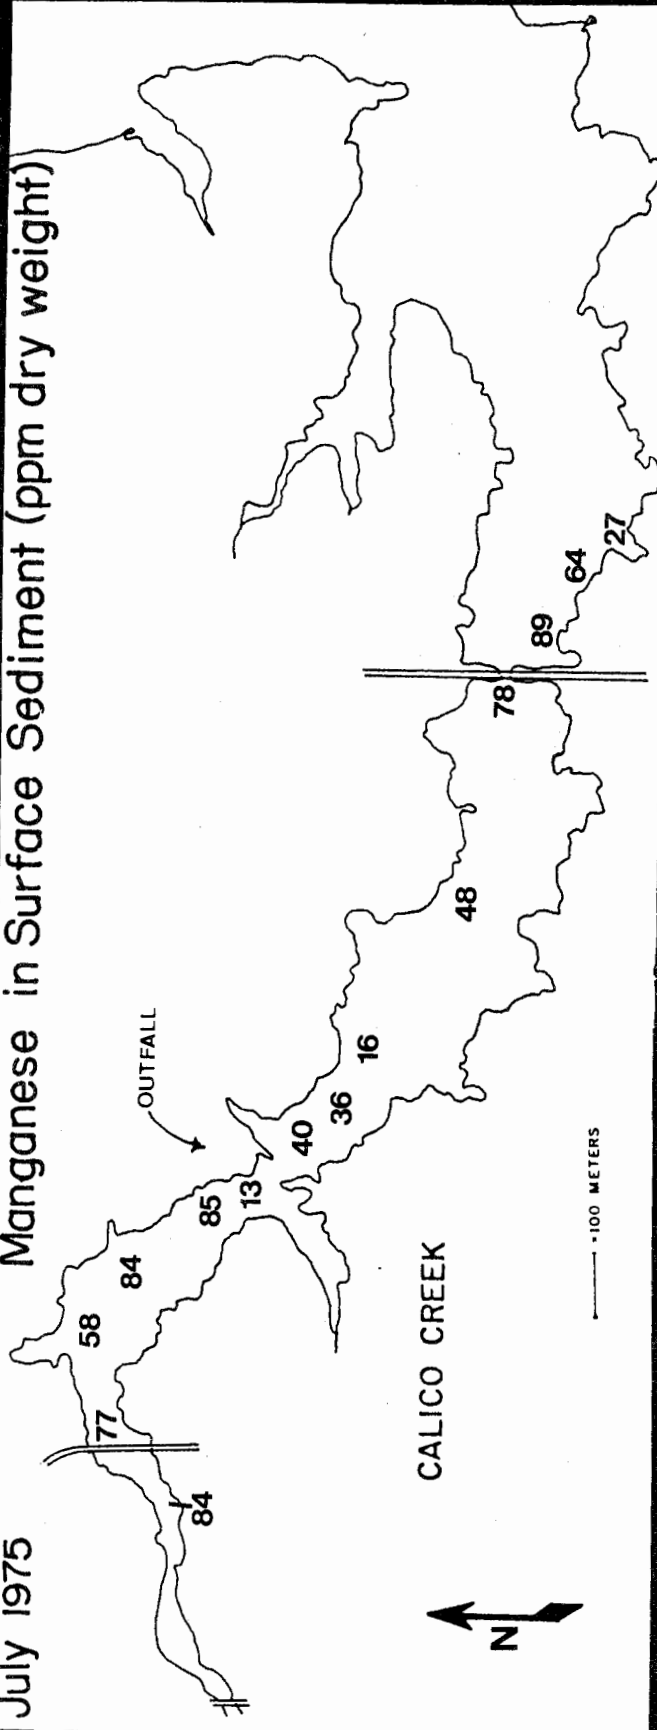 July 1975
Manganese in Surface Sediment (ppm dry weight)
OUTFALL
58
84
77
85
84
13
40
36
16
48
78
89
64
27
CALICO CREEK
=100 METERS
N